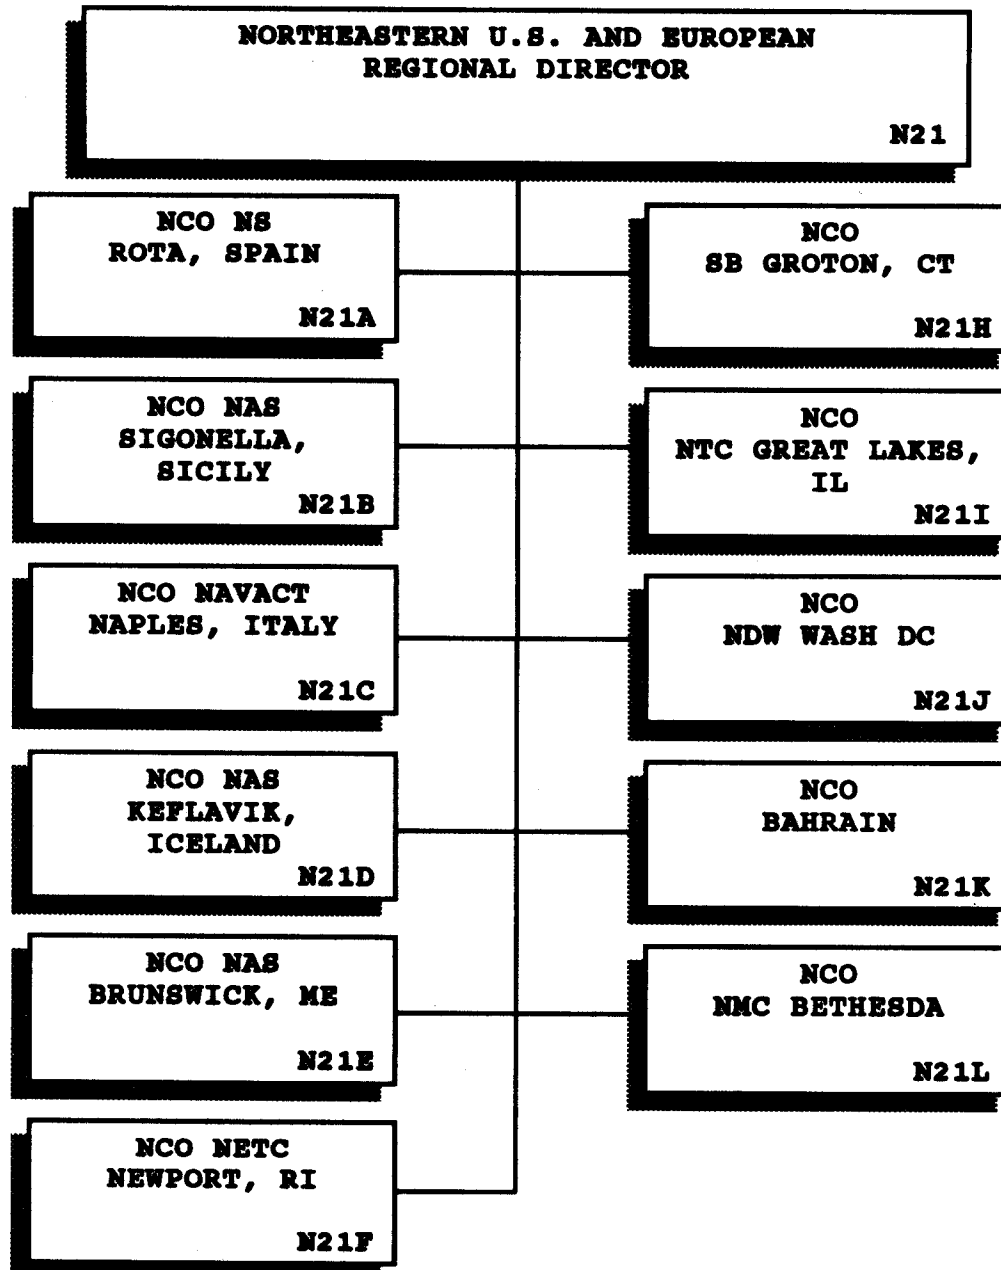 NORTHEASTERN U.S. AND EUROPEAN
REGIONAL DIRECTOR
N21
NCO NS
ROTA, SPAIN
N21A
NCO NAS
SIGONELLA,
SICILY
N21B
NCO NAVACT
NAPLES, ITALY
N21C
NCO NAS
KEFLAVIK,
ICELAND
N21D
NCO NAS
BRUNSWICK, ME
N21E
NCO NETC
NEWPORT, RI
N21F
NCO
SB GROTON, CT
N21H
NCO
NTC GREAT LAKES,
IL
N21I
NCO
NDW WASH DC
N21J
NCO
BAHRAIN
N21K
NCO
NMC BETHESDA
N21L